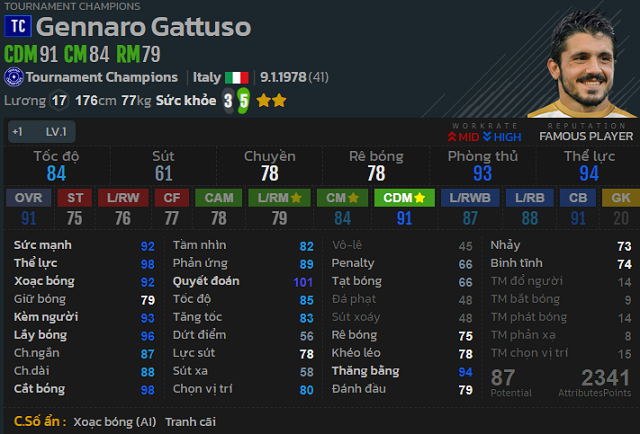 TOURNAMENT CHAMPIONS
TC Gennaro Gattuso
CDM 91 CM 84 RM 79
Tournament Champions Italy 9.1.1978 (41)
Lương 17 176cm 77kg Sức khỏe 3 5
+1 LV.1 WORKRATE MID HIGH REPUTATION FAMOUS PLAYER
Tốc độ Sút Chuyền Rê bóng Phòng thủ Thể lực
84 61 78 78 93 94
OVR ST L/RW CF CAM L/RM CM CDM L/RWB L/RB CB GK
91 75 76 77 78 79 84 91 87 88 91 20
Sức mạnh 92 Tầm nhìn 82 Vô-lê 45 Nhảy 73
Thể lực 98 Phản ứng 89 Penalty 66 Bình tĩnh 74
Xoạc bóng 92 Quyết đoán 101 Tạt bóng 66 TM đổ người 14
Giữ bóng 79 Tốc độ 85 Đá phạt 48 TM bắt bóng 9
Kèm người 93 Tăng tốc 83 Sút xoáy 48 TM phát bóng 14
Lấy bóng 96 Dứt điểm 56 Rê bóng 75 TM phản xạ 8
Ch.ngắn 87 Lực sút 78 Khéo léo 78 TM chọn vị trí 15
Ch.dài 88 Sút xa 58 Thăng bằng 94 87 2341
Cắt bóng 98 Chọn vị trí 80 Đánh đầu 79 Potential AttributesPoints
C.Số ẩn : Xoạc bóng (AI) Tranh cãi